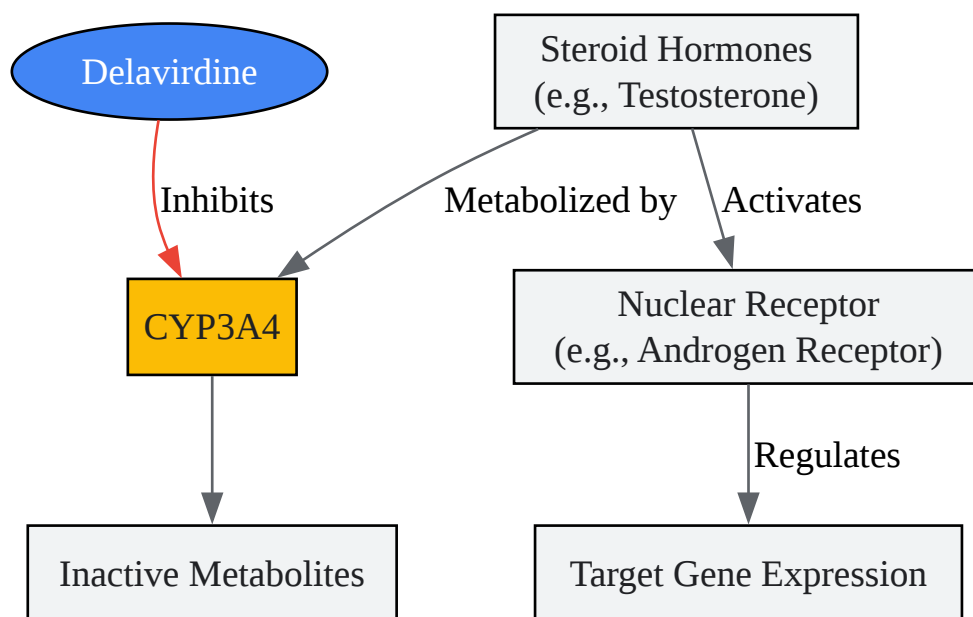 Delavirdine
Steroid Hormones
(e.g., Testosterone)
Inhibits
Metabolized by
Activates
CYP3A4
Nuclear Receptor
(e.g., Androgen Receptor)
Regulates
Inactive Metabolites
Target Gene Expression